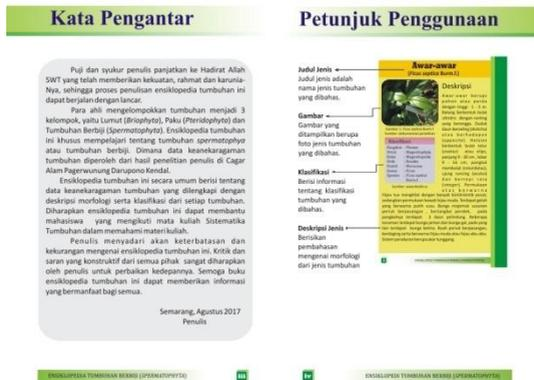 Kata Pengantar
Puji dan syukur penulis panjatkan ke Hadirat Allah
SWT yang telah memberikan kekuatan, rahmat dan karunia-
Nya, sehingga proses penulisan ensiklopedia tumbuhan ini
dapat berjalan dengan lancar.
Para ahli mengelompokkan tumbuhan menjadi 3
kelompok, yaitu Lumut (Briophyta), Paku (Pteridophyta) dan
Tumbuhan Berbiji (Spermatophyta). Ensiklopedia tumbuhan
ini khusus mempelajari tentang tumbuhan spermatophya
atau tumbuhan berbiji. Dimana data keanekaragaman
tumbuhan diperoleh dari hasil penelitian di Cagar
Alam Pagerwunung Darupono Kendal.
Ensiklopedia tumbuhan ini secara umum berisi tentang
data keanekaragaman tumbuhan yang dilengkapi dengan
deskripsi morfologi serta klasifikasi dari setiap tumbuhan.
Diharapkan ensiklopedia tumbuhan ini dapat membantu
mahasiswa yang mengikuti mata kuliah Sistematika
Tumbuhan dalam memahami materi kuliah.
Penulis menyadari akan keterbatasan dan
kekurangan mengenai ensiklopedia tumbuhan ini. Kritik dan
saran yang konstruktif dari semua pihak sangat diharapkan
oleh penulis untuk perbaikan kedepannya. Semoga buku
ensiklopedia tumbuhan ini dapat memberikan informasi
yang bermanfaat bagi semua.
Semarang, Agustus 2017
Penulis
ENSIKLOPEDIA TUMBUHAN BERBIJI (SPERMATOPHYTA)
iii
Petunjuk Penggunaan
Judul Jenis
Judul Jenis adalah
nama jenis tumbuhan
yang dibahas.
Gambar
Gambar yang
ditampilkan berupa
foto jenis tumbuhan
yang dibahas.
Klasifikasi
Berisi informasi
tentang klasifikasi
tumbuhan yang
dibahas.
Deskripsi Jenis
Berisikan
pembahasan
mengenai morfologi
dari jenis tumbuhan
Awar-awar
(Ficus septica Burm.f.)
Deskripsi
Klasifikasi
iv
ENSIKLOPEDIA TUMBUHAN BERBIJI (SPERMATOPHYTA)